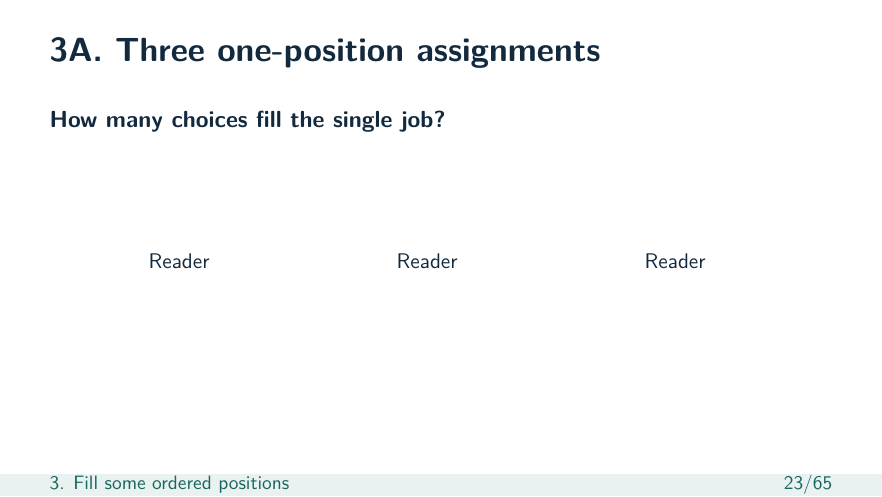 3A. Three one-position assignments
How many choices fill the single job?
Reader Reader Reader
3. Fill some ordered positions 23/65